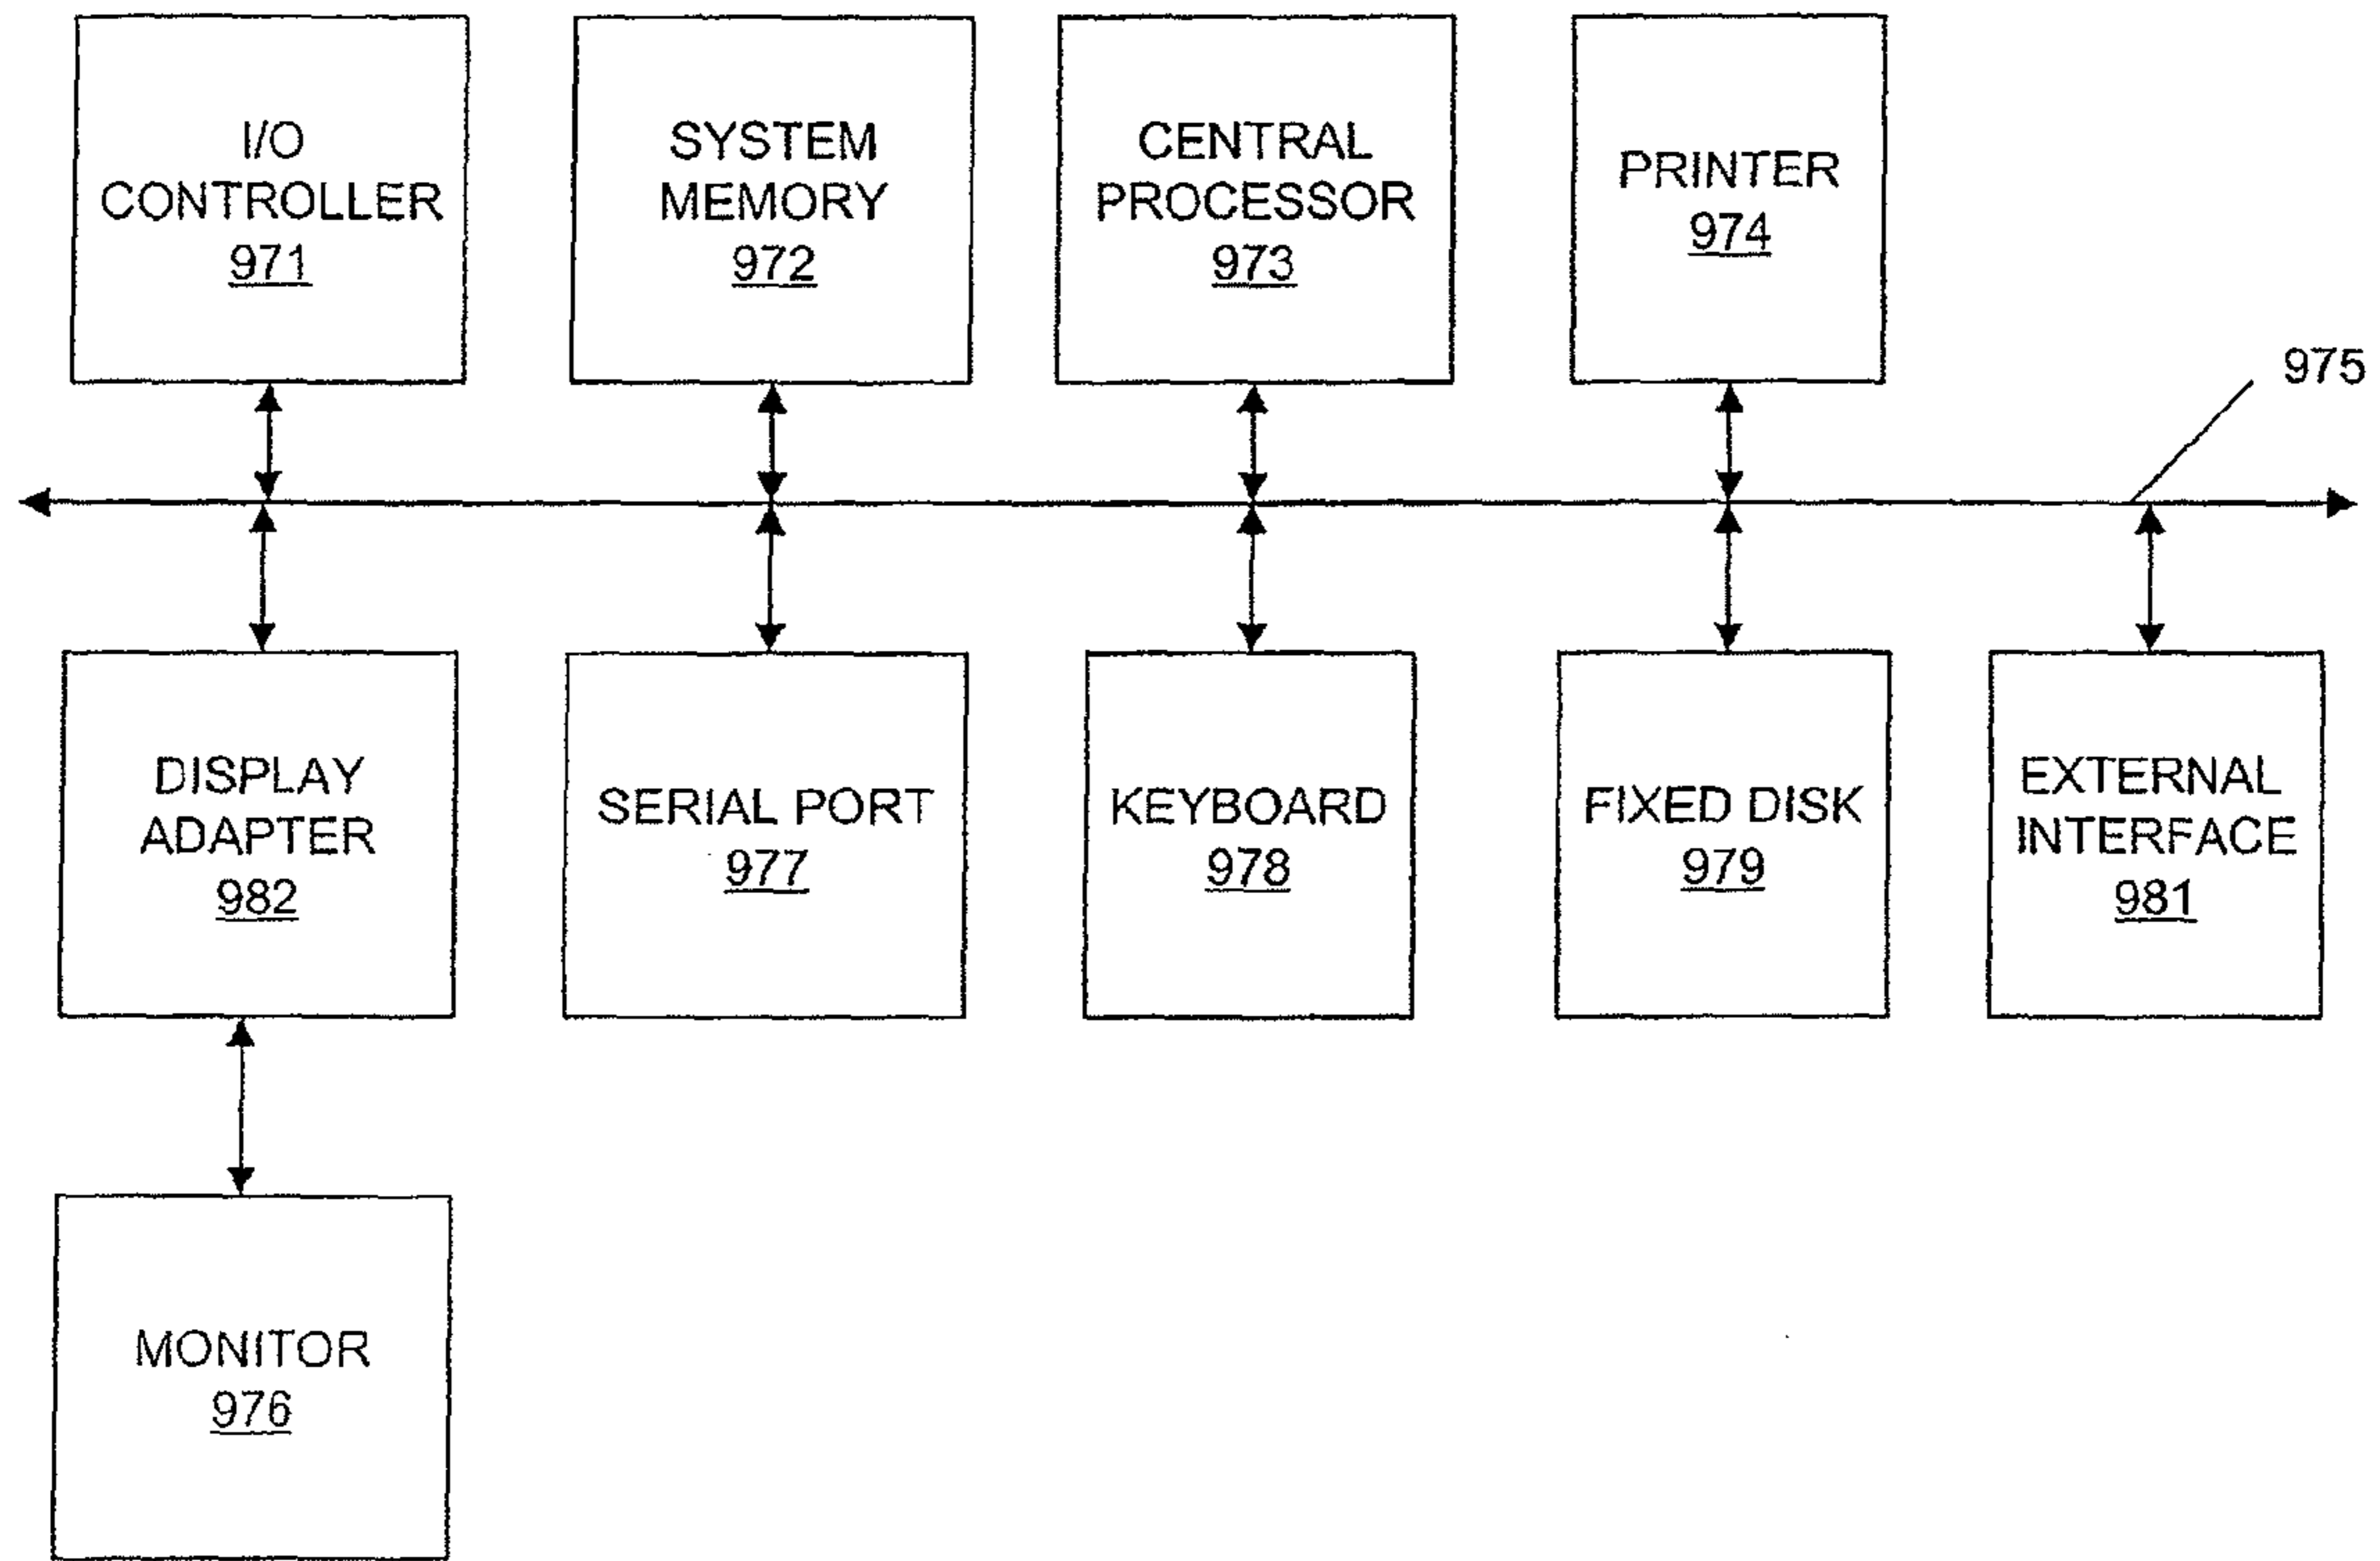 I/O
CONTROLLER
971
SYSTEM
MEMORY
972
CENTRAL
PROCESSOR
973
PRINTER
974
975
DISPLAY
ADAPTER
982
SERIAL PORT
977
KEYBOARD
978
FIXED DISK
979
EXTERNAL
INTERFACE
981
MONITOR
976